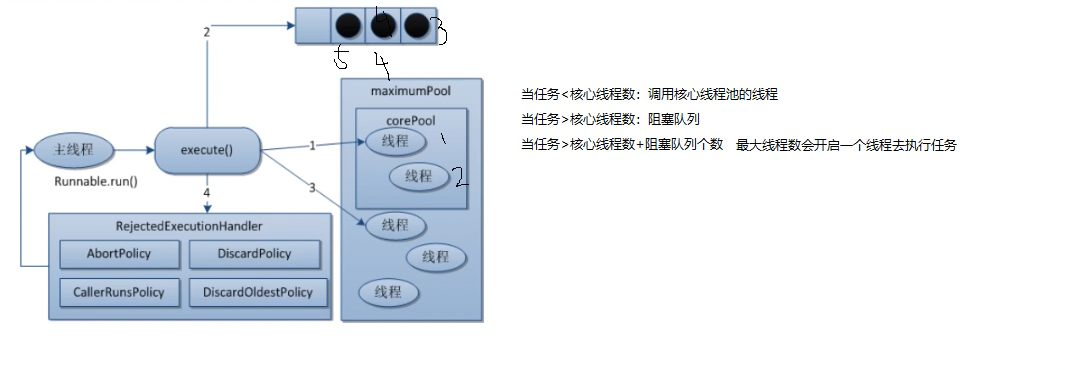 2
3
5 4
maximumPool
corePool
线程 1
线程 2
主线程
execute()
1
Runnable.run()
4
3
线程
线程
线程
RejectedExecutionHandler
AbortPolicy DiscardPolicy
CallerRunsPolicy DiscardOldestPolicy
当任务<核心线程数：调用核心线程池的线程
当任务>核心线程数：阻塞队列
当任务>核心线程数+阻塞队列个数 最大线程数会开启一个线程去执行任务